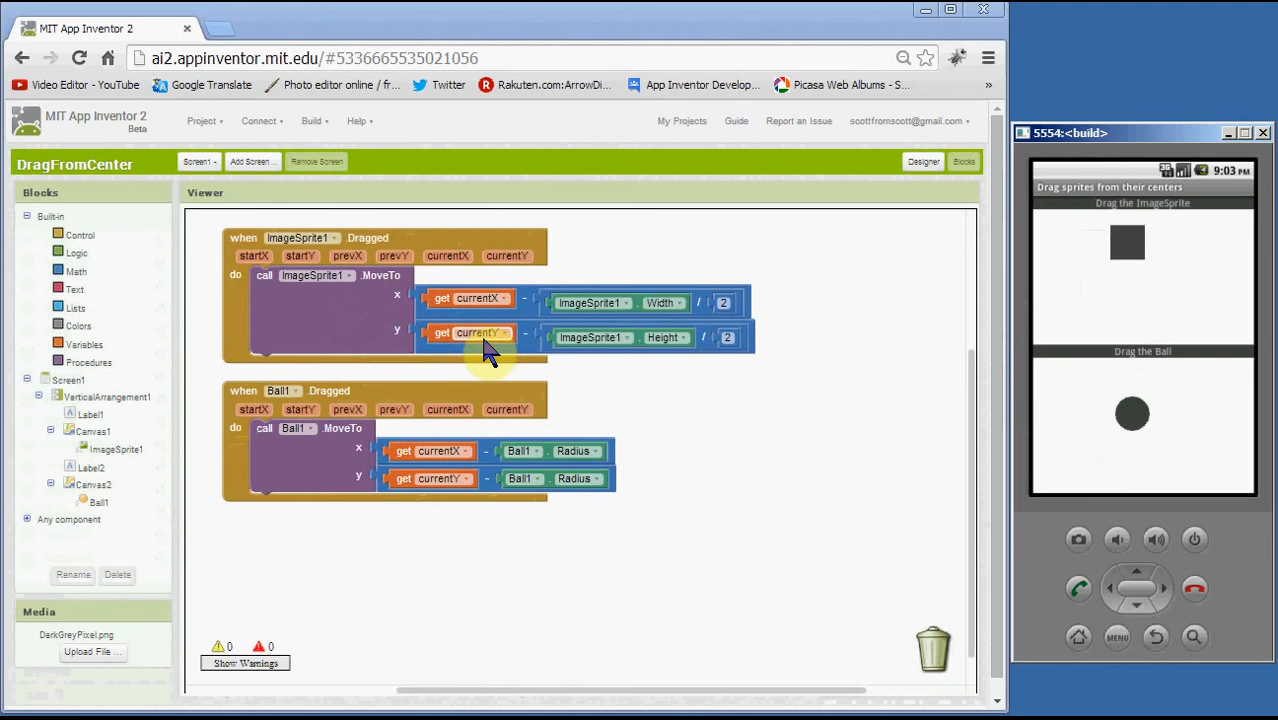 MIT App Inventor 2
ai2.appinventor.mit.edu/#5336665535021056
Video Editor - YouTube
Google Translate
Photo editor online / fr...
Twitter
Rakuten.com:ArrowDi...
App Inventor Develop...
Picasa Web Albums - S...
»
MIT App Inventor 2
Beta
Project
Connect
Build
Help
My Projects
Guide
Report an Issue
scottfromscott@gmail.com
DragFromCenter
Screen1
Add Screen ...
Remove Screen
Designer
Blocks
Blocks
Built-in
Control
Logic
Math
Text
Lists
Colors
Variables
Procedures
Screen1
VerticalArrangement1
Label1
Canvas1
ImageSprite1
Label2
Canvas2
Ball1
Any component
Rename
Delete
Media
DarkGreyPixel.png
Upload File ...
Viewer
when ImageSprite1 .Dragged
startX startY prevX prevY currentX currentY
do call ImageSprite1 .MoveTo
x get currentX - ImageSprite1 . Width / 2
y get currentY - ImageSprite1 . Height / 2
when Ball1 .Dragged
startX startY prevX prevY currentX currentY
do call Ball1 .MoveTo
x get currentX - Ball1 . Radius
y get currentY - Ball1 . Radius
0 0
Show Warnings
5554:<build>
3G 9:03 PM
Drag sprites from their centers
Drag the ImageSprite
Drag the Ball
MENU